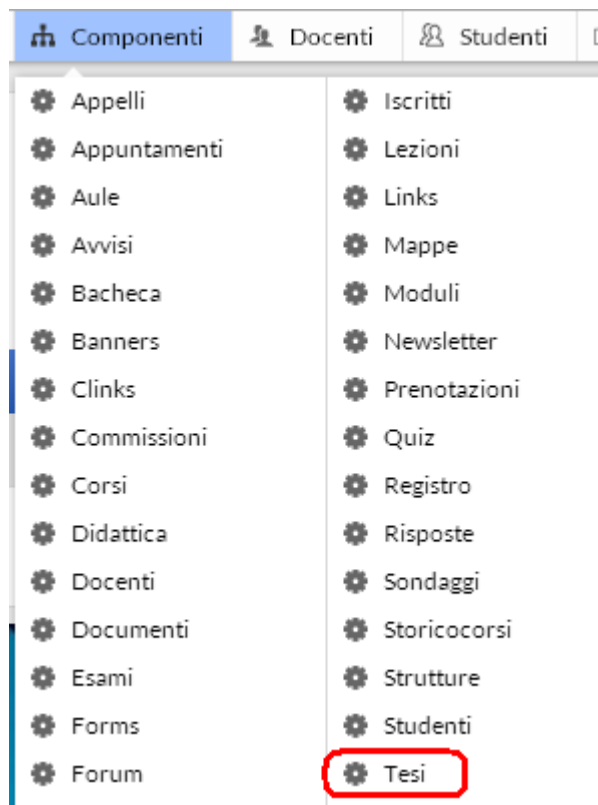 Componenti Docenti Studenti
Appelli
Appuntamenti
Aule
Avvisi
Bacheca
Banners
Clinks
Commissioni
Corsi
Didattica
Docenti
Documenti
Esami
Forms
Forum
Iscritti
Lezioni
Links
Mappe
Moduli
Newsletter
Prenotazioni
Quiz
Registro
Risposte
Sondaggi
Storicocorsi
Strutture
Studenti
Tesi